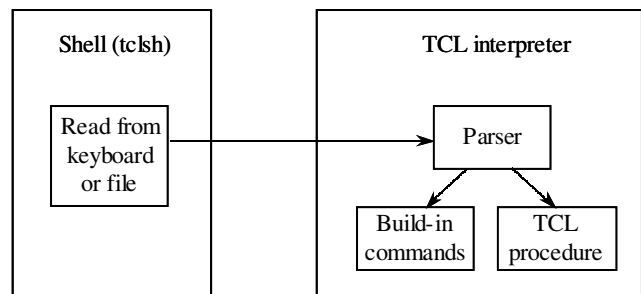 Shell (tclsh)
TCL interpreter
Read from
keyboard
or file
Parser
Build-in
commands
TCL
procedure